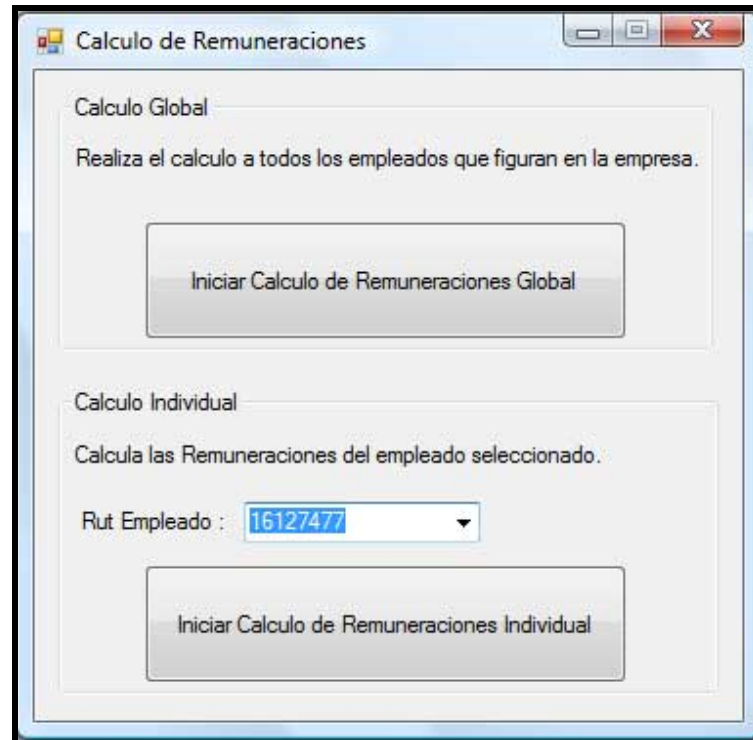 Calculo de Remuneraciones
Calculo Global
Realiza el calculo a todos los empleados que figuran en la empresa.
Iniciar Calculo de Remuneraciones Global
Calculo Individual
Calcula las Remuneraciones del empleado seleccionado.
Rut Empleado : 16127477
Iniciar Calculo de Remuneraciones Individual